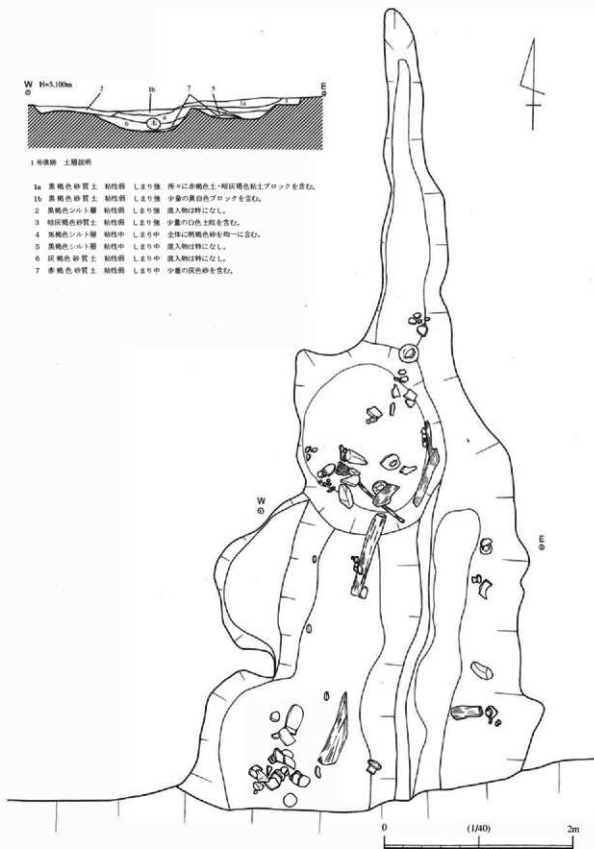 W H=3.100m E
2 1b 7 5
1a 3
4
木
6
1号溝跡 土層説明
1a 黒褐色砂質土 粘性弱 しまり強 所々に赤褐色土・暗灰褐色粘土ブロックを含む。
1b 黒褐色砂質土 粘性弱 しまり強 少量の黄白色ブロックを含む。
2 黒褐色シルト層 粘性弱 しまり強 混入物は特になし。
3 暗灰褐色砂質土 粘性弱 しまり強 少量の白色土粒を含む。
4 黒褐色シルト層 粘性中 しまり中 全体に明褐色砂を均一に含む。
5 黒褐色シルト層 粘性中 しまり中 混入物は特になし。
6 灰褐色砂質土 粘性弱 しまり中 混入物は特になし。
7 赤褐色砂質土 粘性弱 しまり中 少量の灰色砂を含む。
W
E
0 (1/40) 2m